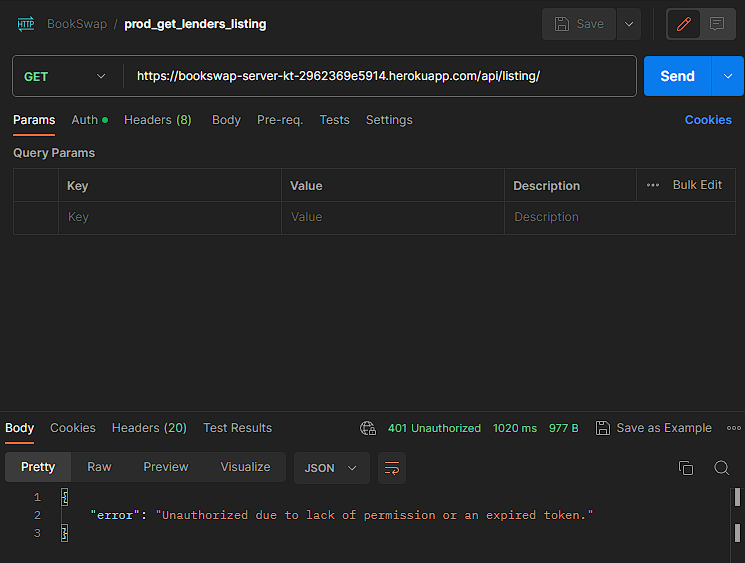 HTTP BookSwap / prod_get_lenders_listing Save
GET https://bookswap-server-kt-2962369e5914.herokuapp.com/api/listing/ Send
Params Auth Headers (8) Body Pre-req. Tests Settings Cookies
Query Params
Key Value Description Bulk Edit
Key Value Description
Body Cookies Headers (20) Test Results 401 Unauthorized 1020 ms 977 B Save as Example
Pretty Raw Preview Visualize JSON
1 {
2 "error": "Unauthorized due to lack of permission or an expired token."
3 }